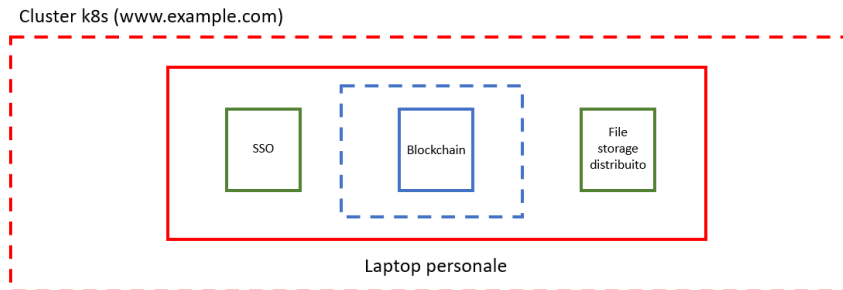 Cluster k8s (www.example.com)
SSO
Blockchain
File
storage
distribuito
Laptop personale